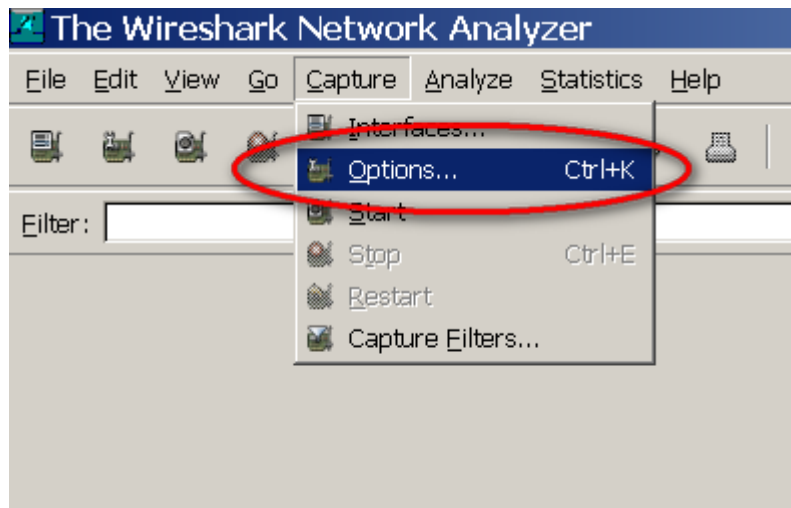 The Wireshark Network Analyzer
File Edit View Go Capture Analyze Statistics Help
Interfaces...
Options... Ctrl+K
Filter:
Start
Stop Ctrl+E
Restart
Capture Filters...